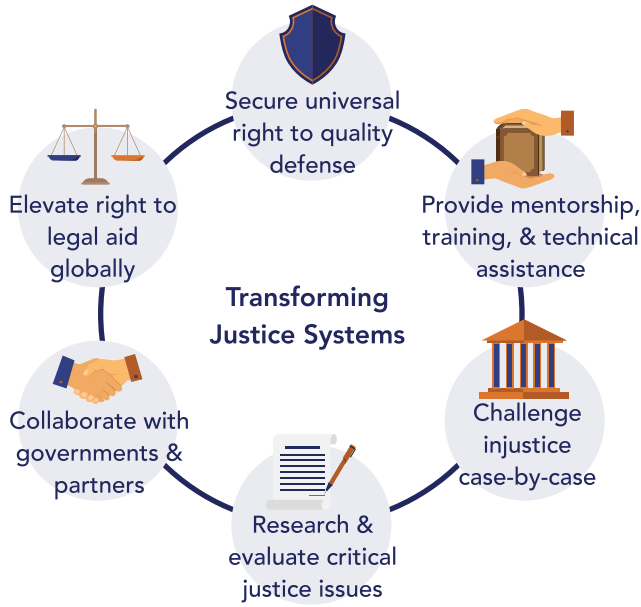 Secure universal
right to quality
defense
Provide mentorship,
training, & technical
assistance
Challenge
injustice
case-by-case
Research &
evaluate critical
justice issues
Collaborate with
governments &
partners
Elevate right to
legal aid
globally
Transforming
Justice Systems